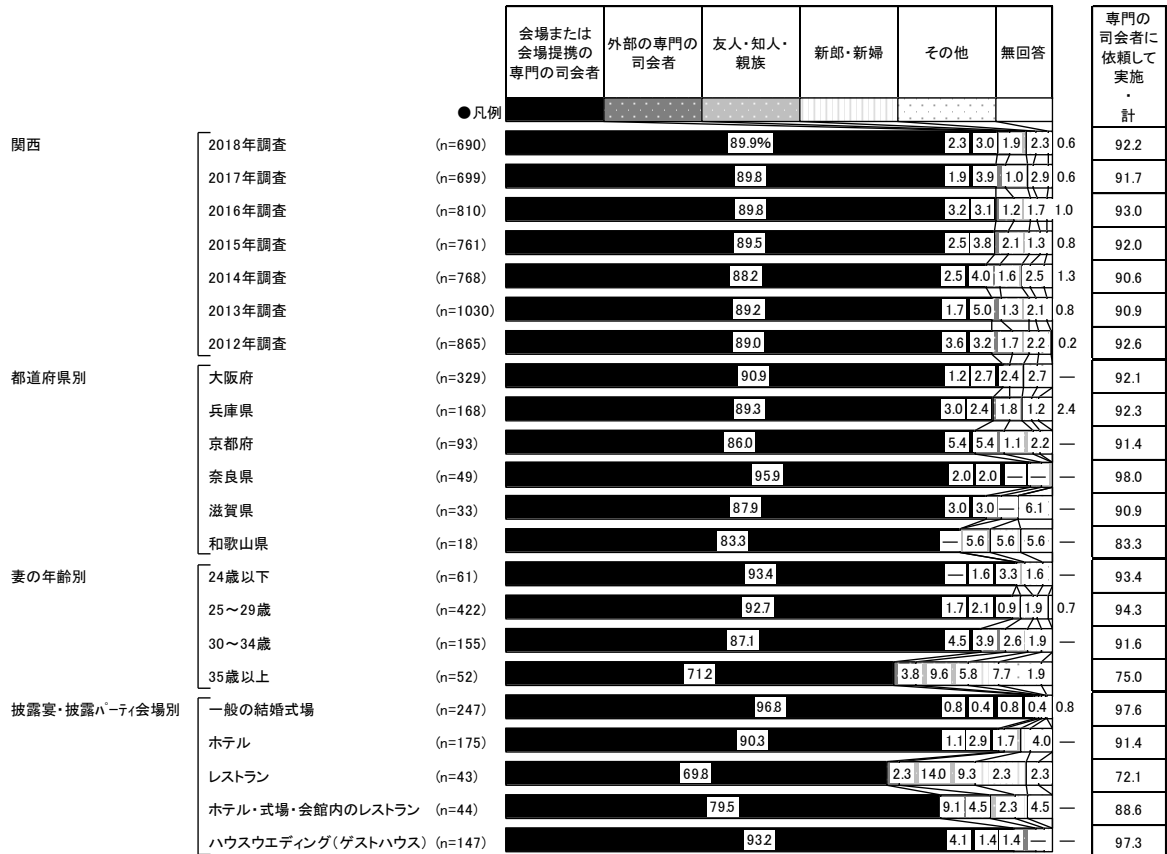 会場または
会場提携の
専門の司会者
外部の専門の
司会者
友人・知人・
親族
新郎・新婦
その他
無回答
専門の
司会者に
依頼して
実施
・
計
●凡例
関西 2018年調査 (n=690) 89.9% 2.3 3.0 1.9 2.3 0.6 92.2
2017年調査 (n=699) 89.8 1.9 3.9 1.0 2.9 0.6 91.7
2016年調査 (n=810) 89.8 3.2 3.1 1.2 1.7 1.0 93.0
2015年調査 (n=761) 89.5 2.5 3.8 2.1 1.3 0.8 92.0
2014年調査 (n=768) 88.2 2.5 4.0 1.6 2.5 1.3 90.6
2013年調査 (n=1030) 89.2 1.7 5.0 1.3 2.1 0.8 90.9
2012年調査 (n=865) 89.0 3.6 3.2 1.7 2.2 0.2 92.6
都道府県別 大阪府 (n=329) 90.9 1.2 2.7 2.4 2.7 — 92.1
兵庫県 (n=168) 89.3 3.0 2.4 1.8 1.2 2.4 92.3
京都府 (n=93) 86.0 5.4 5.4 1.1 2.2 — 91.4
奈良県 (n=49) 95.9 2.0 2.0 — — — 98.0
滋賀県 (n=33) 87.9 3.0 3.0 — 6.1 — 90.9
和歌山県 (n=18) 83.3 — 5.6 5.6 5.6 — 83.3
妻の年齢別 24歳以下 (n=61) 93.4 — 1.6 3.3 1.6 — 93.4
25～29歳 (n=422) 92.7 1.7 2.1 0.9 1.9 0.7 94.3
30～34歳 (n=155) 87.1 4.5 3.9 2.6 1.9 — 91.6
35歳以上 (n=52) 71.2 3.8 9.6 5.8 7.7 1.9 75.0
披露宴・披露パーティ会場別 一般の結婚式場 (n=247) 96.8 0.8 0.4 0.8 0.4 0.8 97.6
ホテル (n=175) 90.3 1.1 2.9 1.7 4.0 — 91.4
レストラン (n=43) 69.8 2.3 14.0 9.3 2.3 2.3 72.1
ホテル・式場・会館内のレストラン (n=44) 79.5 9.1 4.5 2.3 4.5 — 88.6
ハウスウエディング(ゲストハウス) (n=147) 93.2 4.1 1.4 1.4 — — 97.3